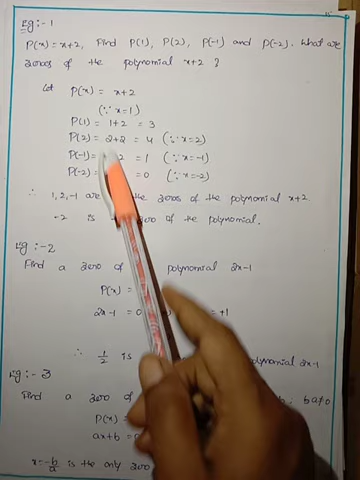 Eg :- 1
P(x) = x+2, Find P(1), P(2), P(-1) and P(-2). What are
zeroes of the polynomial x+2 ?
Let P(x) = x+2
(∵ x=1)
P(1) = 1+2 = 3
P(2) = 2+2 = 4 (∵ x=2)
P(-1) = 2 = 1 (∵ x=-1)
P(-2) = = 0 (∵ x=-2)
∴ 1, 2, -1 are the zeroes of the polynomial x+2.
-2 is zero of the polynomial.
Eg :- 2
Find a zero of polynomial 2x-1
P(x) =
2x-1 = 0 = +1
∴ 1/2 is polynomial 2x-1
Eg :- 3
Find a zero of b, a≠0
P(x) =
ax+b =
x = -b/a is the only zero